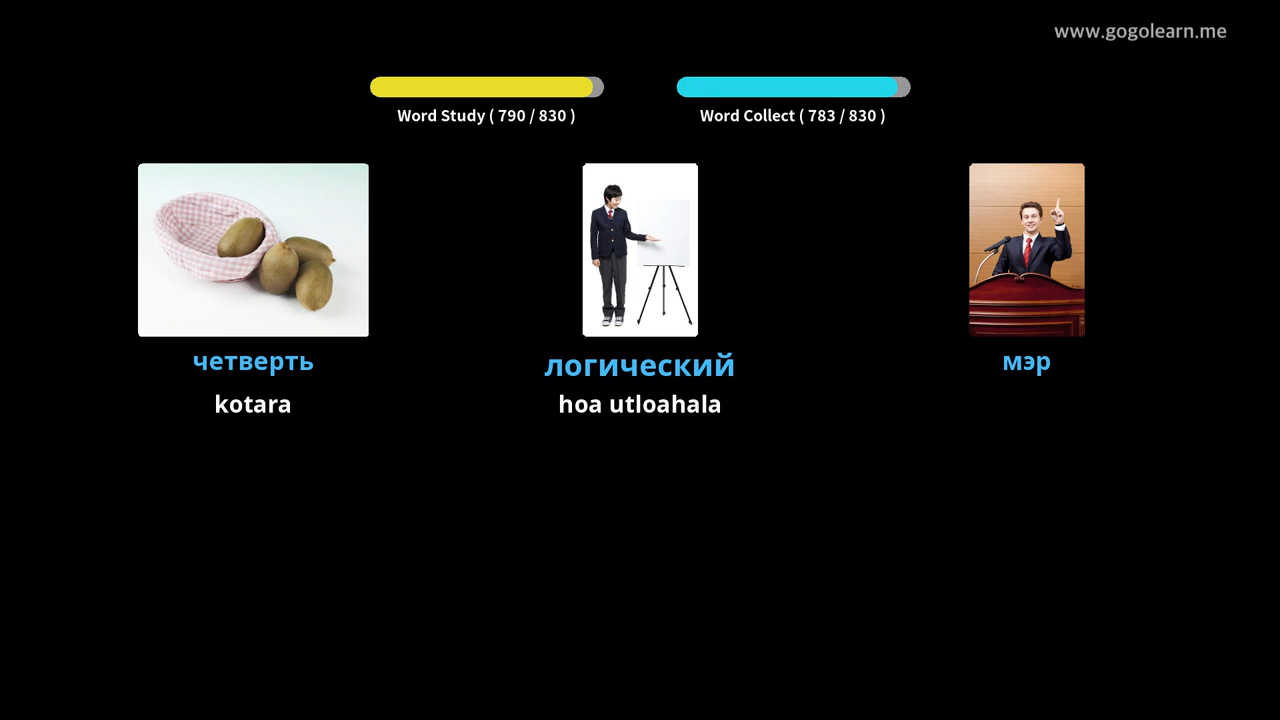 www.gogolearn.me
Word Study ( 790 / 830 )
Word Collect ( 783 / 830 )
четверть
логический
мэр
kotara
hoa utloahala